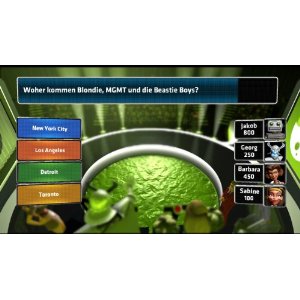 Woher kommen Blondie, MGMT und die Beastie Boys?
New York City
Los Angeles
Detroit
Toronto
Jakob
800
Georg
250
Barbara
450
Sabine
100